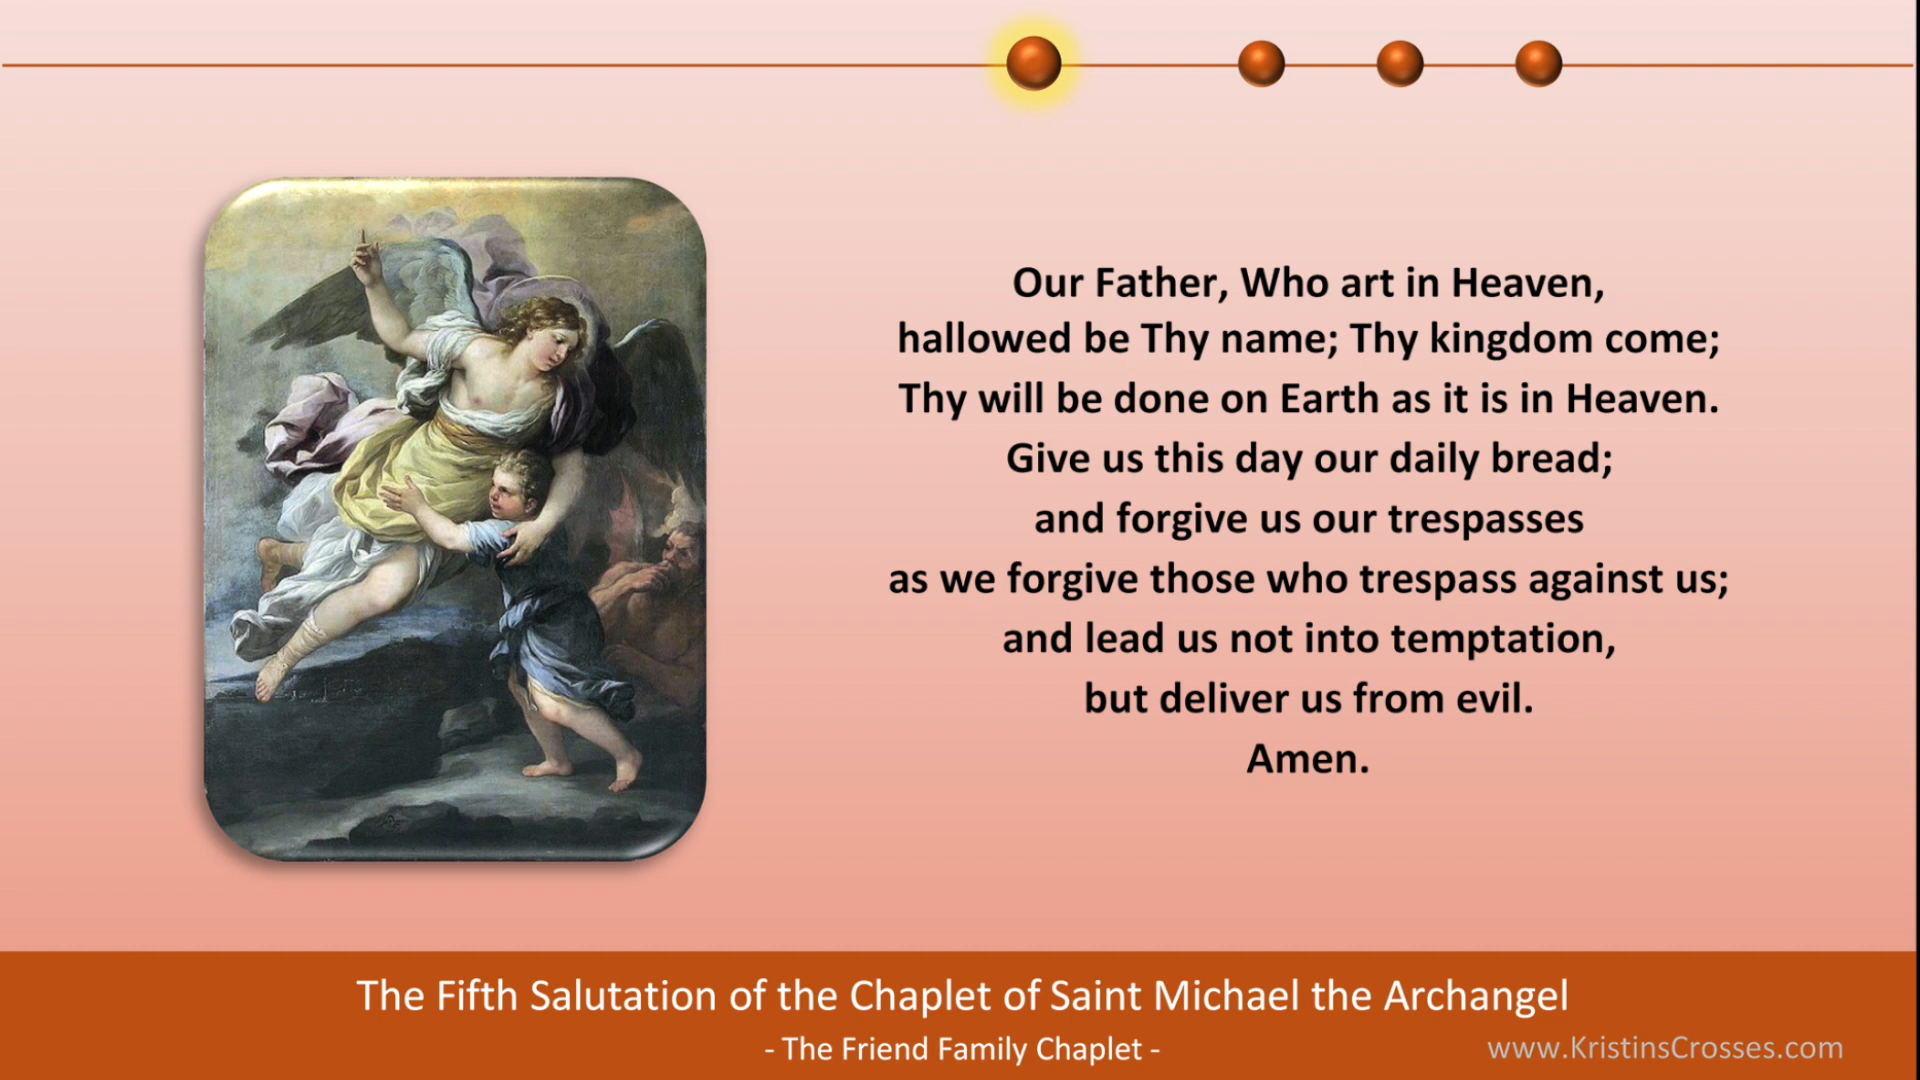 Our Father, Who art in Heaven,
hallowed be Thy name; Thy kingdom come;
Thy will be done on Earth as it is in Heaven.
Give us this day our daily bread;
and forgive us our trespasses
as we forgive those who trespass against us;
and lead us not into temptation,
but deliver us from evil.
Amen.
The Fifth Salutation of the Chaplet of Saint Michael the Archangel
- The Friend Family Chaplet -
www.KristinsCrosses.com